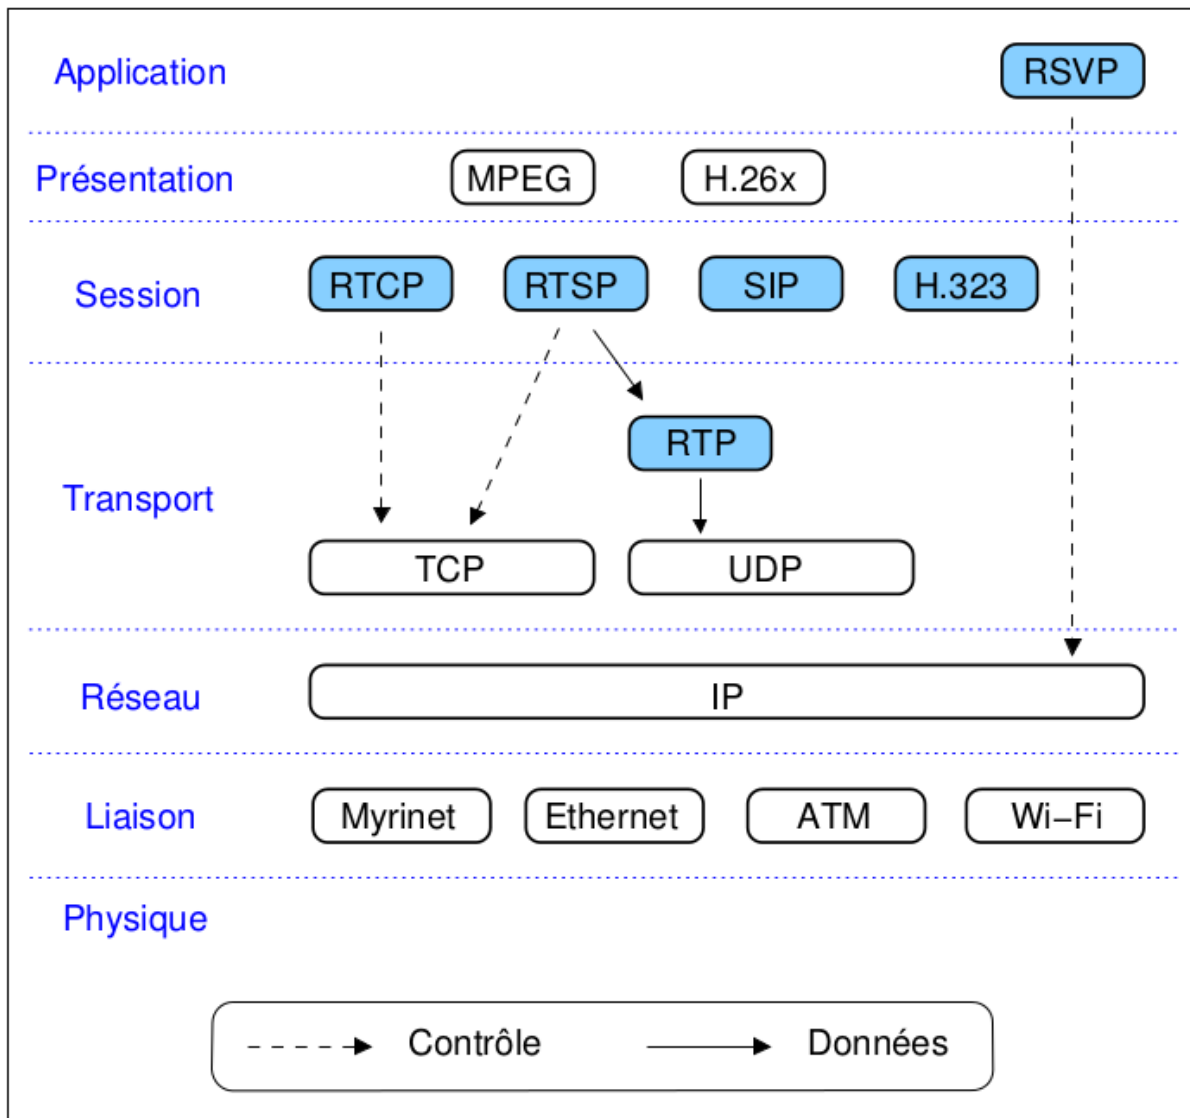 Application
RSVP
Présentation
MPEG
H.26x
Session
RTCP
RTSP
SIP
H.323
RTP
Transport
TCP
UDP
Réseau
IP
Liaison
Myrinet
Ethernet
ATM
Wi−Fi
Physique
Contrôle
Données